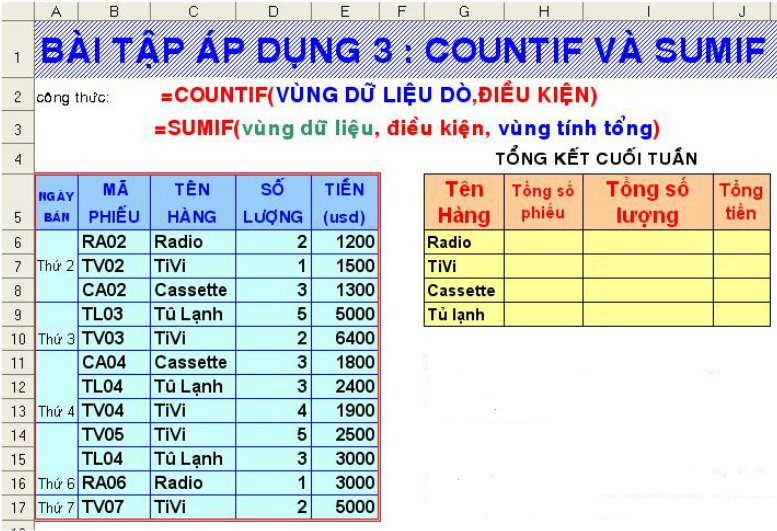 A B C D E F G H I J
1 BÀI TẬP ÁP DỤNG 3 : COUNTIF VÀ SUMIF
2 công thức: =COUNTIF(VÙNG DỮ LIỆU DÒ,ĐIỀU KIỆN)
3 =SUMIF(vùng dữ liệu, điều kiện, vùng tính tổng)
4 TỔNG KẾT CUỐI TUẦN
NGÀY MÃ TÊN SỐ TIỀN Tên Tổng số Tổng số Tổng
5 BÁN PHIẾU HÀNG LƯỢNG (usd) Hàng phiếu lượng tiền
6 RA02 Radio 2 1200 Radio
7 Thứ 2 TV02 TiVi 1 1500 TiVi
8 CA02 Cassette 3 1300 Cassette
9 TL03 Tủ Lạnh 5 5000 Tủ lạnh
10 Thứ 3 TV03 TiVi 2 6400
11 CA04 Cassette 3 1800
12 TL04 Tủ Lạnh 3 2400
13 Thứ 4 TV04 TiVi 4 1900
14 TV05 TiVi 5 2500
15 TL04 Tủ Lạnh 3 3000
16 Thứ 6 RA06 Radio 1 3000
17 Thứ 7 TV07 TiVi 2 5000